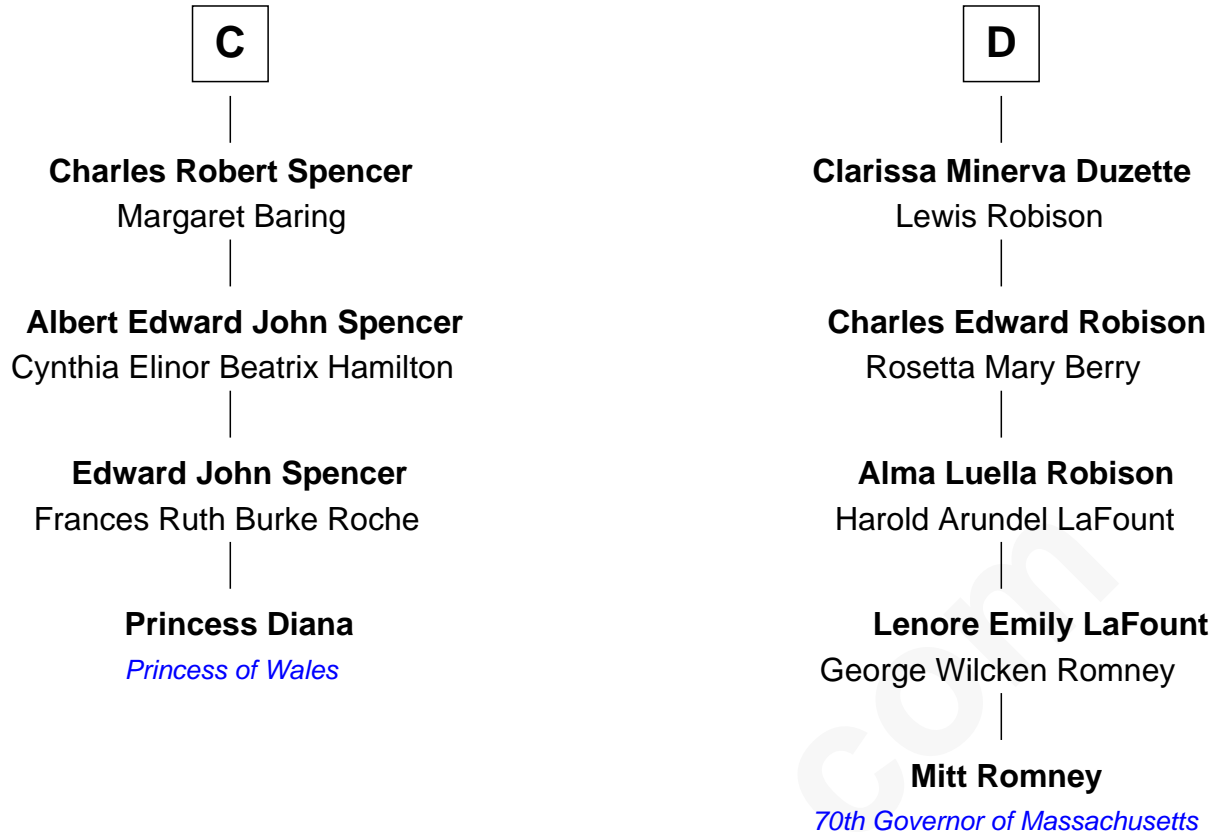 C
Charles Robert Spencer
Margaret Baring
Albert Edward John Spencer
Cynthia Elinor Beatrix Hamilton
Edward John Spencer
Frances Ruth Burke Roche
Princess Diana
Princess of Wales
D
Clarissa Minerva Duzette
Lewis Robison
Charles Edward Robison
Rosetta Mary Berry
Alma Luella Robison
Harold Arundel LaFount
Lenore Emily LaFount
George Wilcken Romney
Mitt Romney
70th Governor of Massachusetts
com